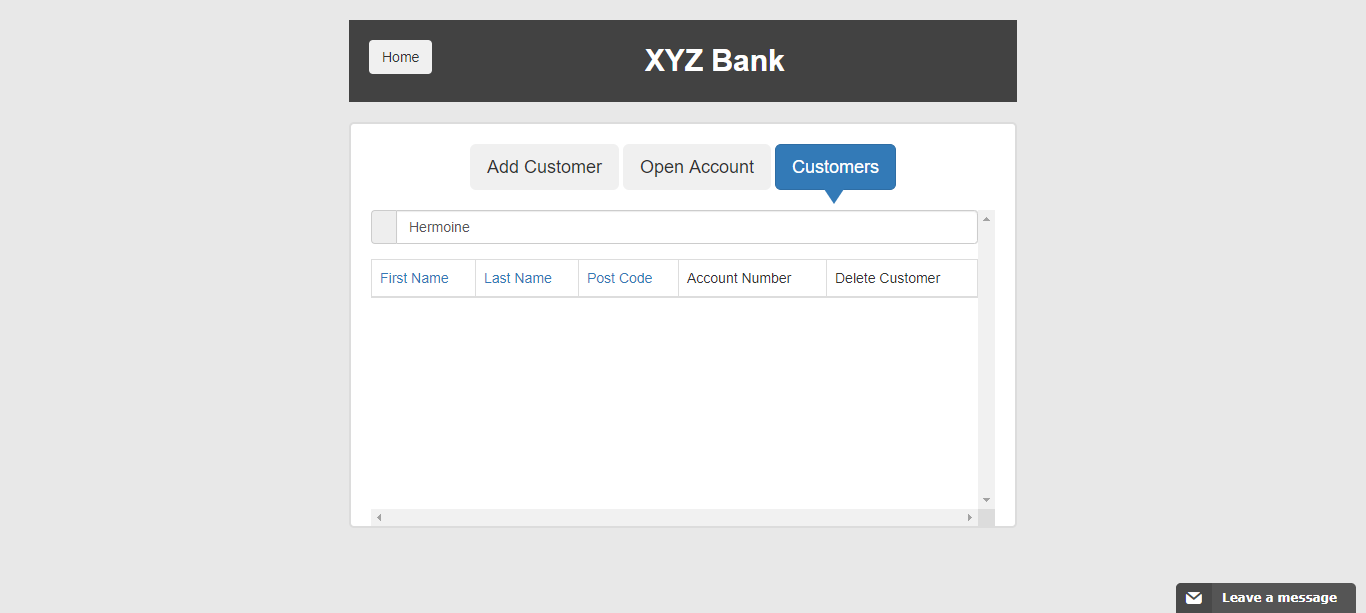 Home
XYZ Bank
Add Customer Open Account Customers
Hermoine
First Name Last Name Post Code Account Number Delete Customer
Leave a message